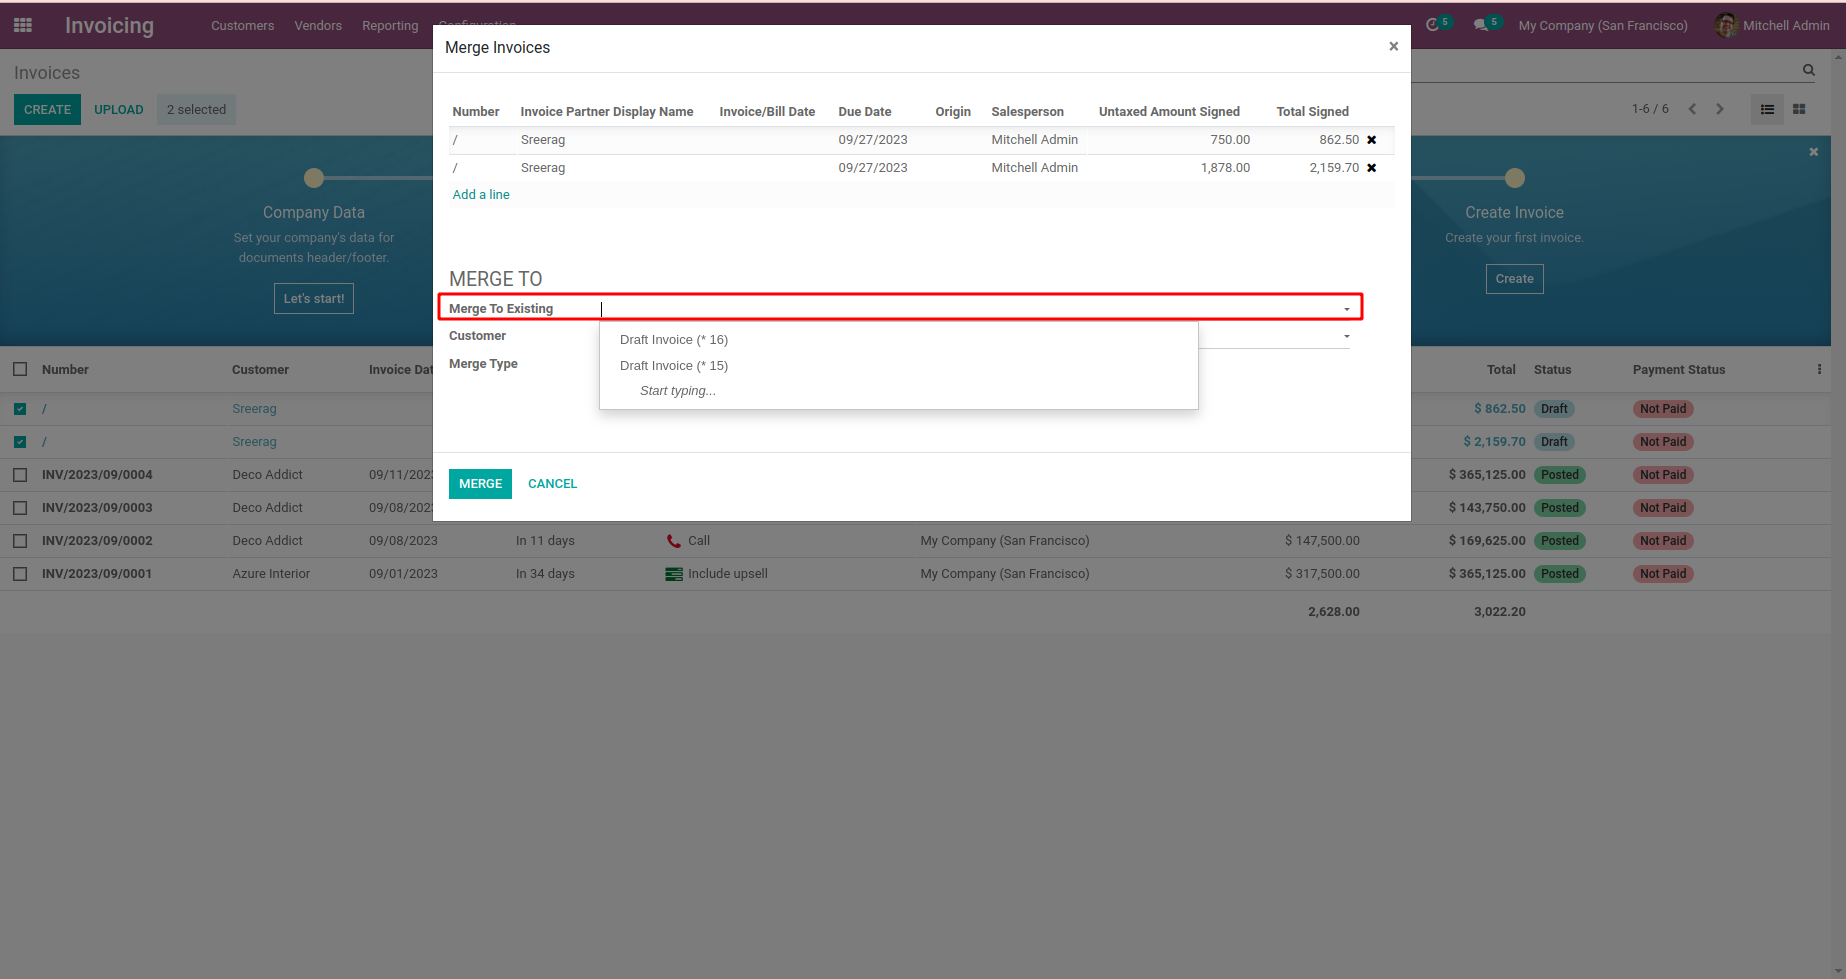 Invoicing Customers Vendors Reporting Configuration 5 5 My Company (San Francisco) Mitchell Admin
Invoices
CREATE UPLOAD 2 selected 1-6 / 6
Company Data
Set your company's data for
documents header/footer.
Let's start!
Create Invoice
Create your first invoice.
Create
Merge Invoices ×
Number Invoice Partner Display Name Invoice/Bill Date Due Date Origin Salesperson Untaxed Amount Signed Total Signed
/ Sreerag 09/27/2023 Mitchell Admin 750.00 862.50
/ Sreerag 09/27/2023 Mitchell Admin 1,878.00 2,159.70
Add a line
MERGE TO
Merge To Existing
Customer
Merge Type
Draft Invoice (* 16)
Draft Invoice (* 15)
Start typing...
MERGE CANCEL
Number Customer Invoice Dat Total Status Payment Status
/ Sreerag $ 862.50 Draft Not Paid
/ Sreerag $ 2,159.70 Draft Not Paid
INV/2023/09/0004 Deco Addict 09/11/2023 $ 365,125.00 Posted Not Paid
INV/2023/09/0003 Deco Addict 09/08/2023 $ 143,750.00 Posted Not Paid
INV/2023/09/0002 Deco Addict 09/08/2023 In 11 days Call My Company (San Francisco) $ 147,500.00 $ 169,625.00 Posted Not Paid
INV/2023/09/0001 Azure Interior 09/01/2023 In 34 days Include upsell My Company (San Francisco) $ 317,500.00 $ 365,125.00 Posted Not Paid
2,628.00 3,022.20